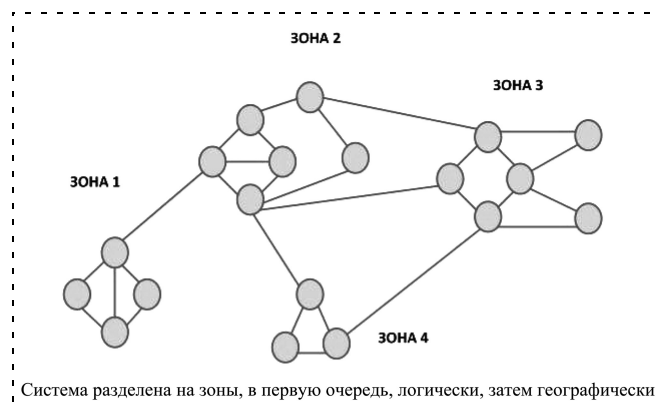 ЗОНА 2
ЗОНА 3
ЗОНА 1
ЗОНА 4
Система разделена на зоны, в первую очередь, логически, затем географически